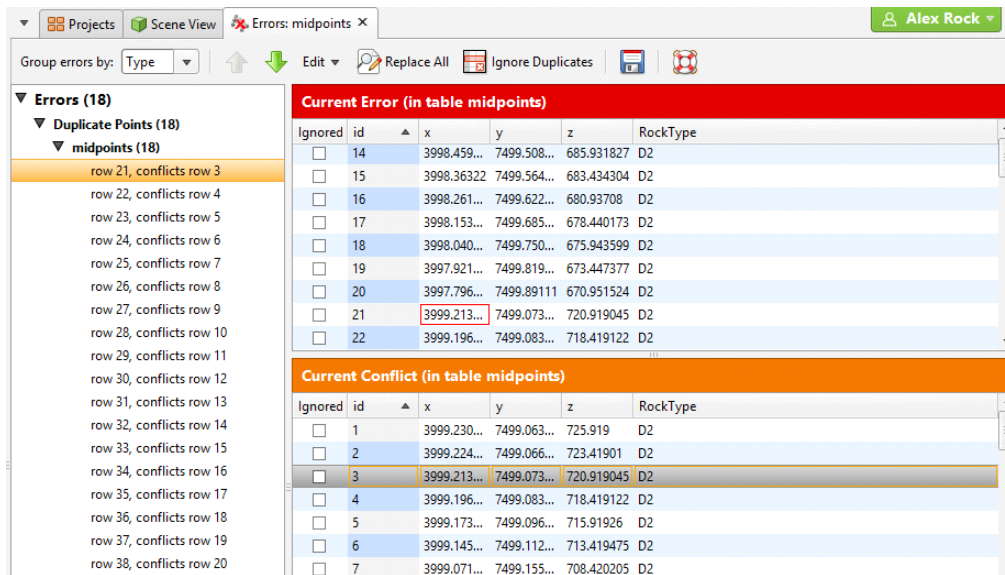 Projects Scene View Errors: midpoints × Alex Rock
Group errors by: Type Edit Replace All Ignore Duplicates
Errors (18)
Duplicate Points (18)
midpoints (18)
row 21, conflicts row 3
row 22, conflicts row 4
row 23, conflicts row 5
row 24, conflicts row 6
row 25, conflicts row 7
row 26, conflicts row 8
row 27, conflicts row 9
row 28, conflicts row 10
row 29, conflicts row 11
row 30, conflicts row 12
row 31, conflicts row 13
row 32, conflicts row 14
row 33, conflicts row 15
row 34, conflicts row 16
row 35, conflicts row 17
row 36, conflicts row 18
row 37, conflicts row 19
row 38, conflicts row 20
Current Error (in table midpoints)
Ignored id x y z RockType
14 3998.459... 7499.508... 685.931827 D2
15 3998.36322 7499.564... 683.434304 D2
16 3998.261... 7499.622... 680.93708 D2
17 3998.153... 7499.685... 678.440173 D2
18 3998.040... 7499.750... 675.943599 D2
19 3997.921... 7499.819... 673.447377 D2
20 3997.796... 7499.89111 670.951524 D2
21 3999.213... 7499.073... 720.919045 D2
22 3999.196... 7499.083... 718.419122 D2
Current Conflict (in table midpoints)
Ignored id x y z RockType
1 3999.230... 7499.063... 725.919 D2
2 3999.224... 7499.066... 723.41901 D2
3 3999.213... 7499.073... 720.919045 D2
4 3999.196... 7499.083... 718.419122 D2
5 3999.173... 7499.096... 715.91926 D2
6 3999.145... 7499.112... 713.419475 D2
7 3999.071... 7499.155... 708.420205 D2